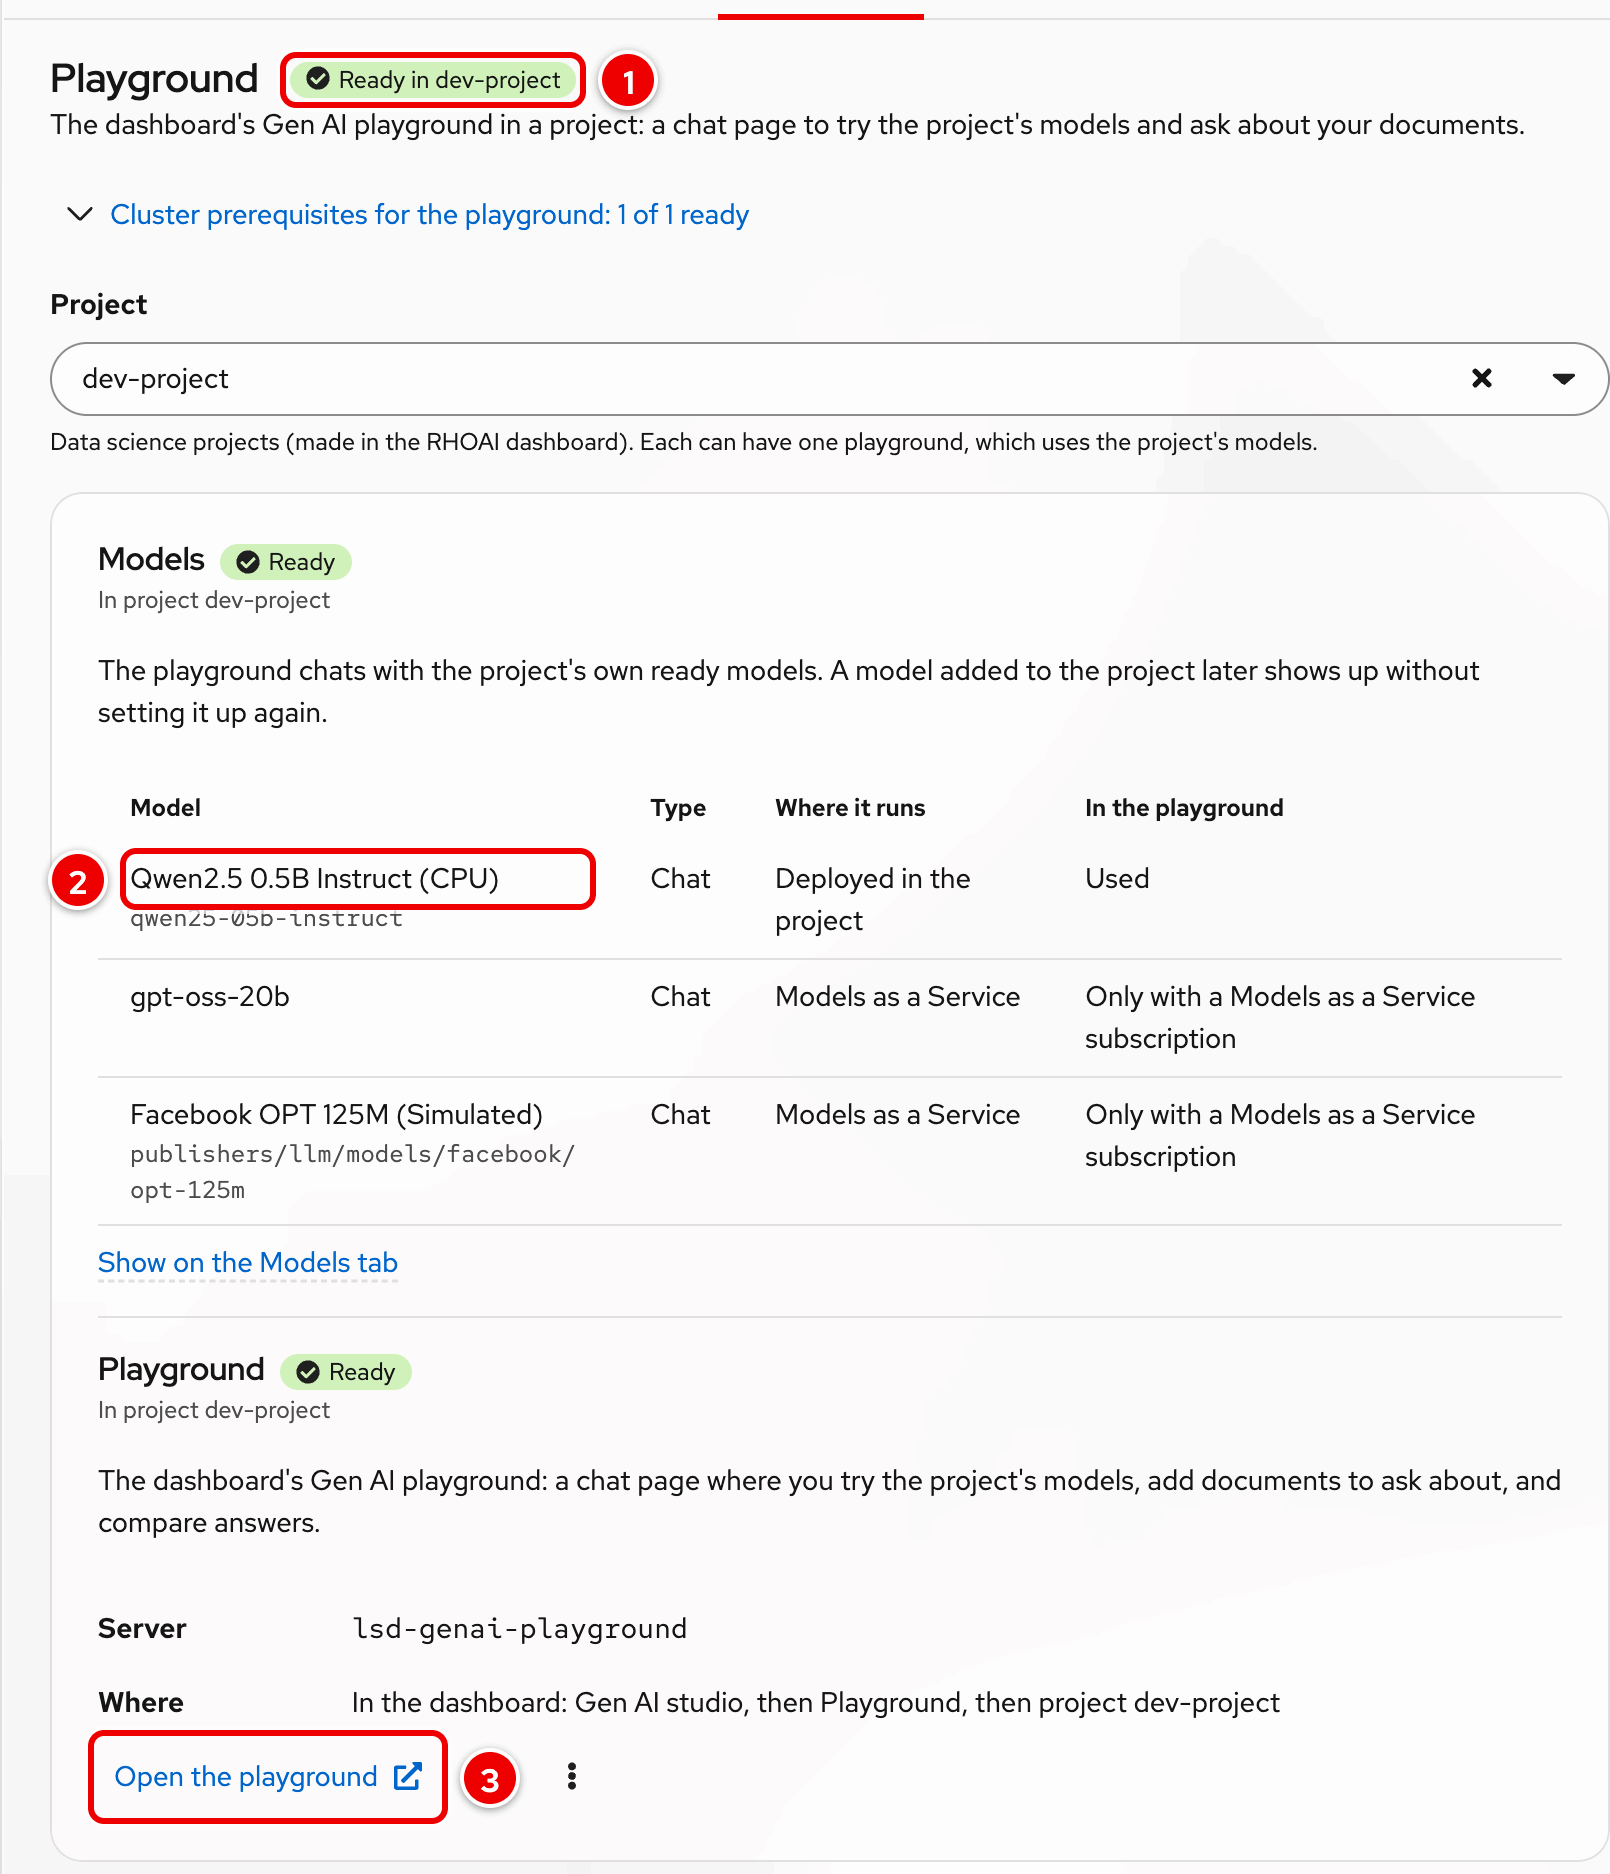 Playground Ready in dev-project 1
The dashboard's Gen AI playground in a project: a chat page to try the project's models and ask about your documents.
Cluster prerequisites for the playground: 1 of 1 ready
Project
dev-project
Data science projects (made in the RHOAI dashboard). Each can have one playground, which uses the project's models.
Models Ready
In project dev-project
The playground chats with the project's own ready models. A model added to the project later shows up without
setting it up again.
Model Type Where it runs In the playground
2 Qwen2.5 0.5B Instruct (CPU) Chat Deployed in the Used
qwen25-05b-instruct project
gpt-oss-20b Chat Models as a Service Only with a Models as a Service
subscription
Facebook OPT 125M (Simulated) Chat Models as a Service Only with a Models as a Service
publishers/llm/models/facebook/ subscription
opt-125m
Show on the Models tab
Playground Ready
In project dev-project
The dashboard's Gen AI playground: a chat page where you try the project's models, add documents to ask about, and
compare answers.
Server lsd-genai-playground
Where In the dashboard: Gen AI studio, then Playground, then project dev-project
Open the playground 3